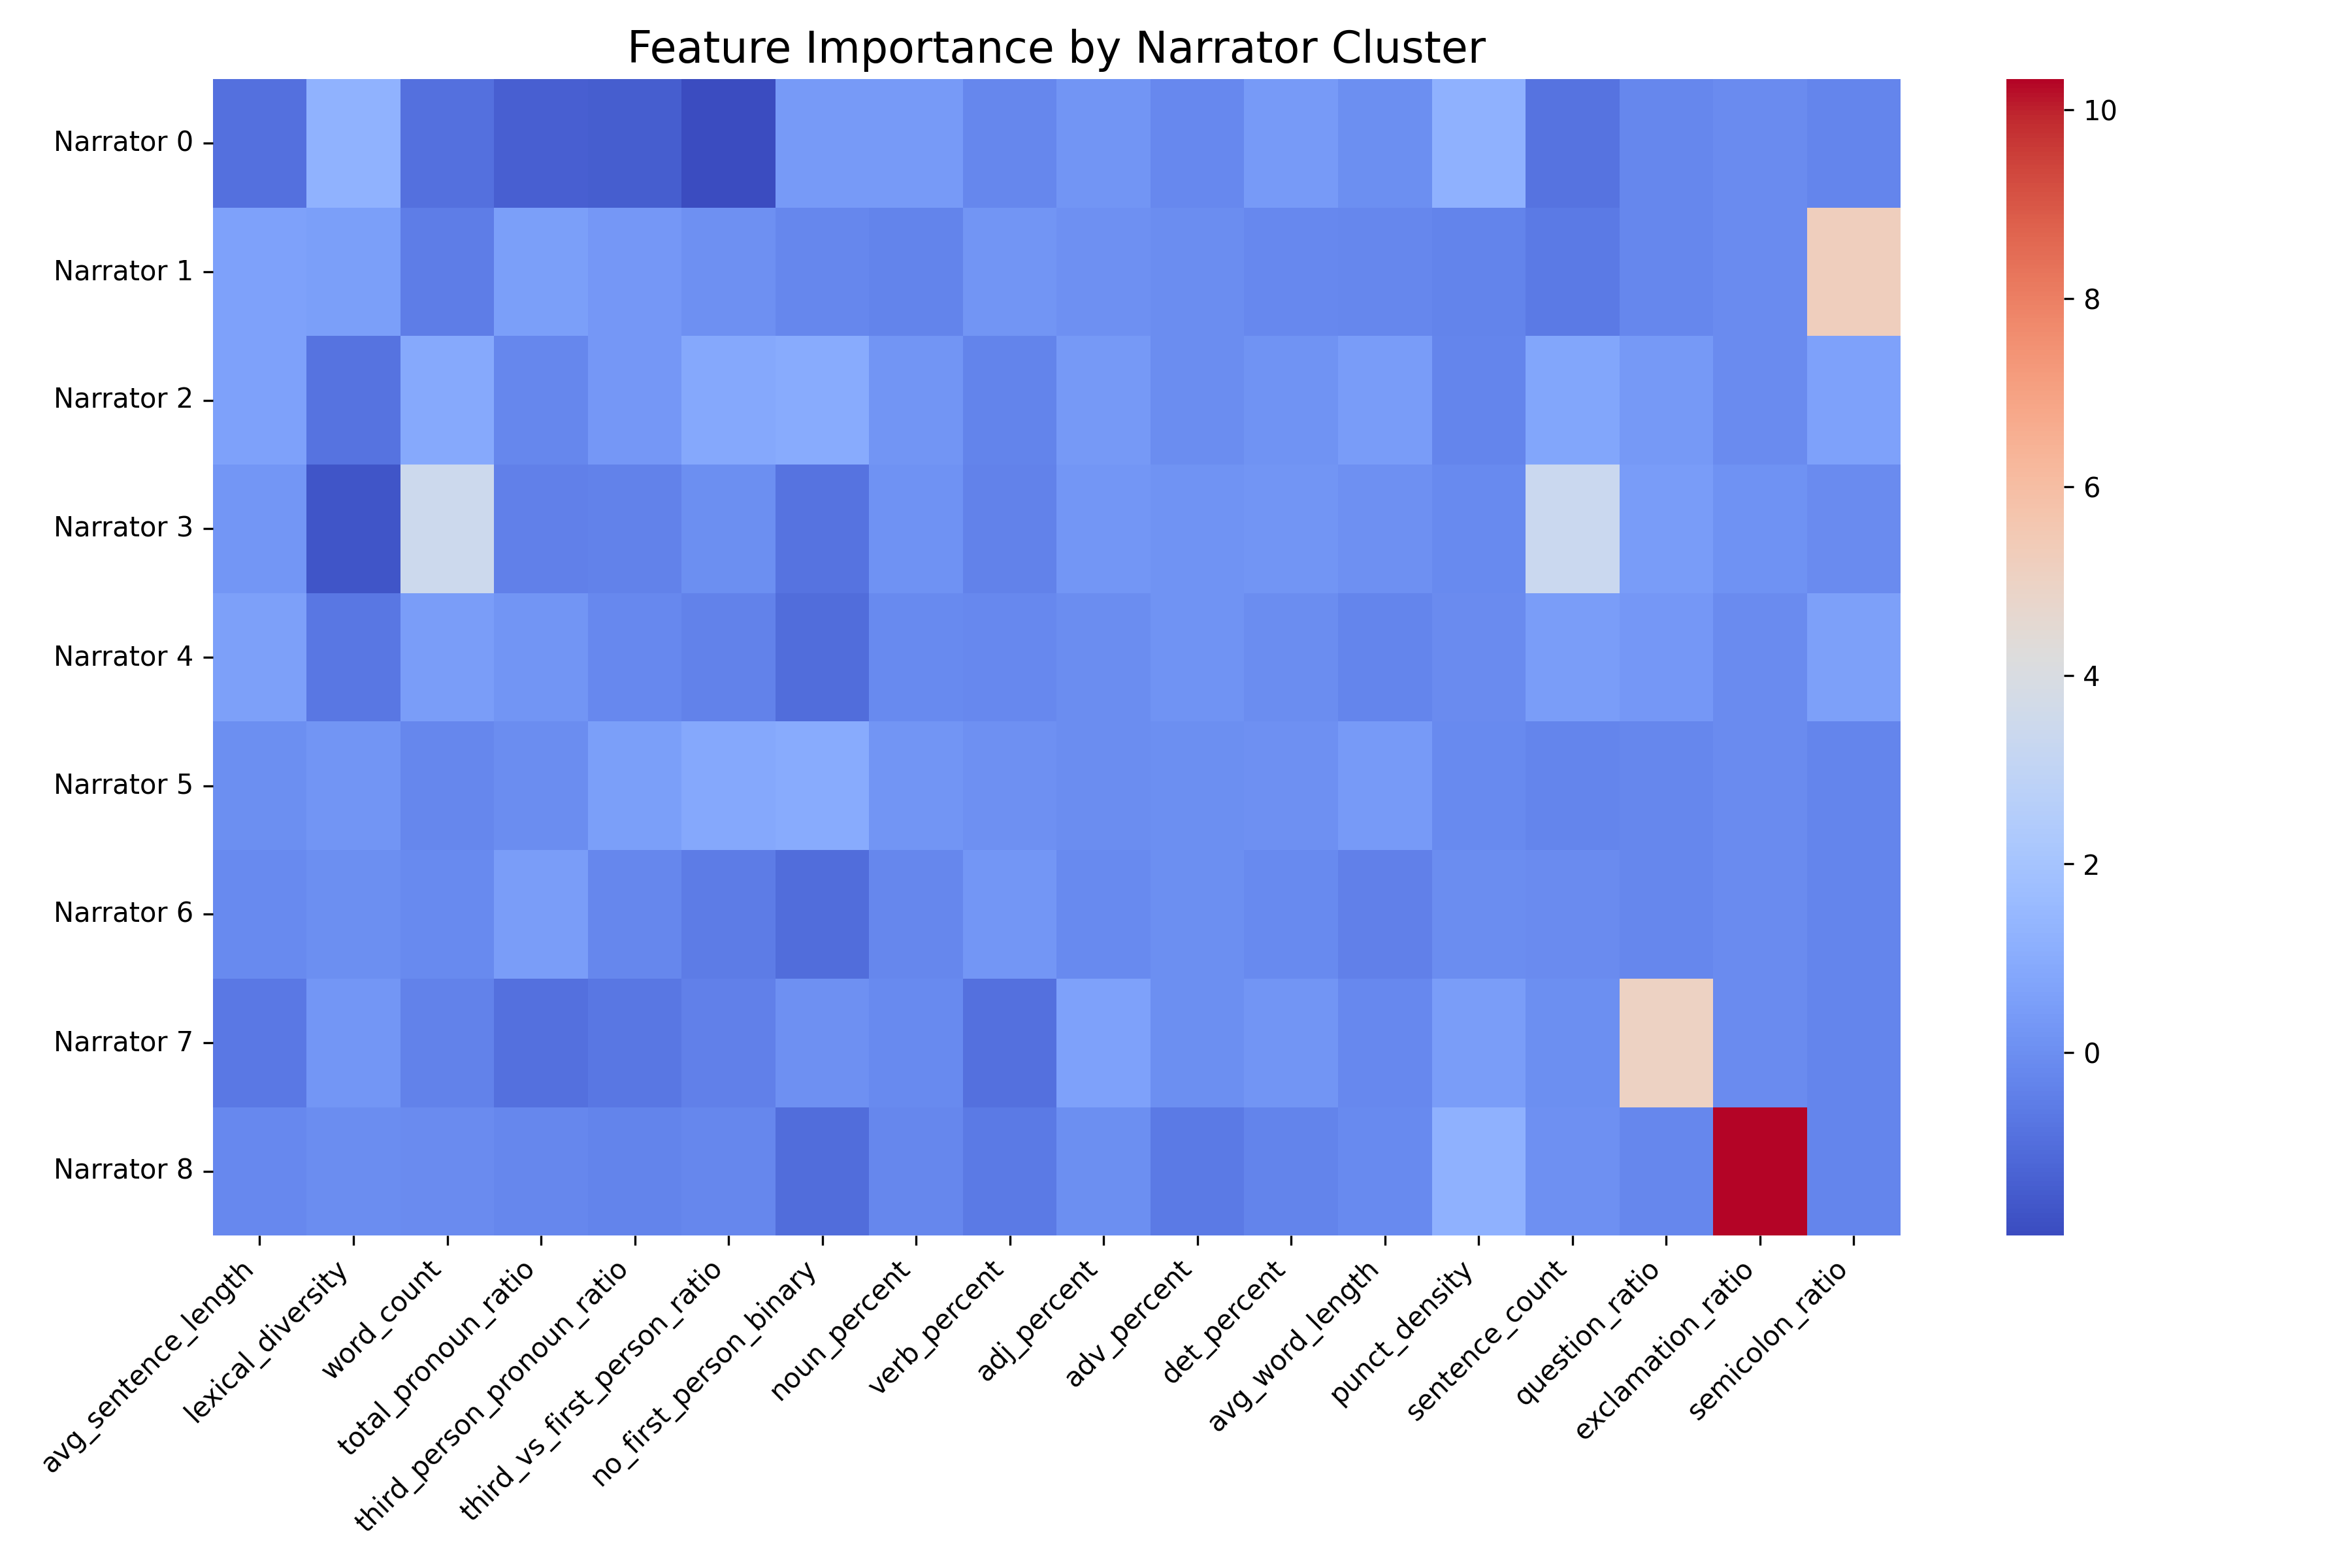 Feature Importance by Narrator Cluster
Narrator 0
Narrator 1
Narrator 2
Narrator 3
Narrator 4
Narrator 5
Narrator 6
Narrator 7
Narrator 8
avg_sentence_length
lexical_diversity
word_count
total_pronoun_ratio
third_person_pronoun_ratio
third_vs_first_person_ratio
no_first_person_binary
noun_percent
verb_percent
adj_percent
adv_percent
det_percent
avg_word_length
punct_density
sentence_count
question_ratio
exclamation_ratio
semicolon_ratio
10
8
6
4
2
0